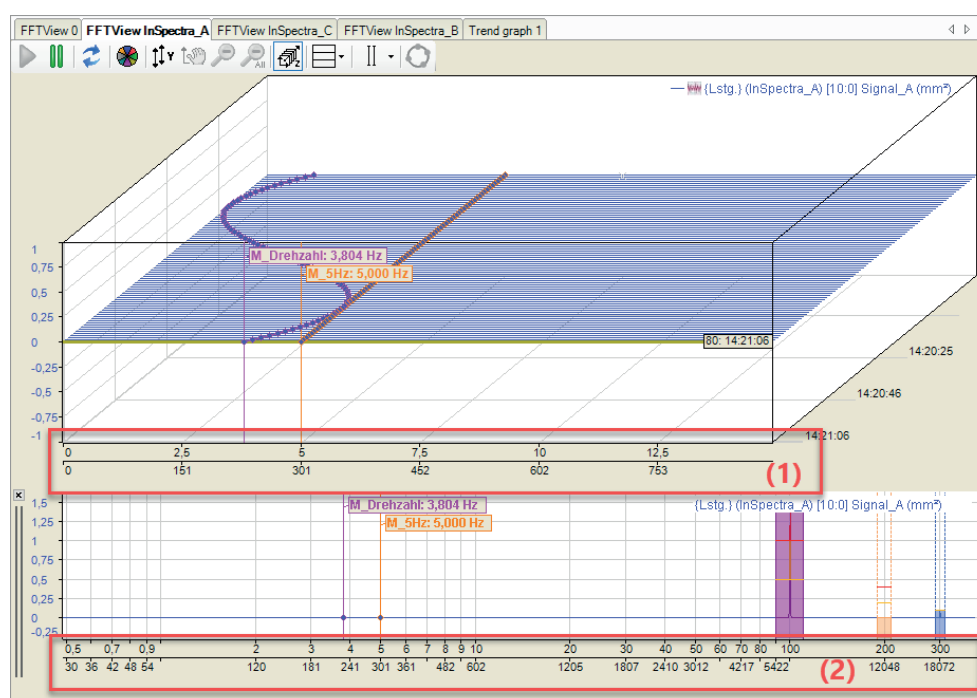 FFTView 0 FFTView InSpectra_A FFTView InSpectra_C FFTView InSpectra_B Trend graph 1
Y All Z
{Lstg.} (InSpectra_A) [10:0] Signal_A (mm²)
1
0,75
0,5
0,25
0
-0,25
-0,5
-0,75
-1
M_Drehzahl: 3,804 Hz
M_5Hz: 5,000 Hz
80: 14:21:06
14:20:25
14:20:46
14:21:06
0 2,5 5 7,5 10 12,5
0 151 301 452 602 753
(1)
1,5
1,25
1
0,75
0,5
0,25
0
-0,25
M_Drehzahl: 3,804 Hz
M_5Hz: 5,000 Hz
{Lstg.} (InSpectra_A) [10:0] Signal_A (mm²)
0,5 0,7 0,9 2 3 4 5 6 7 8 9 10 20 30 40 50 60 70 80 100 200 300
30 36 42 48 54 120 181 241 301 361 482 602 1205 1807 2410 3012 4217 5422 12048 18072
(2)